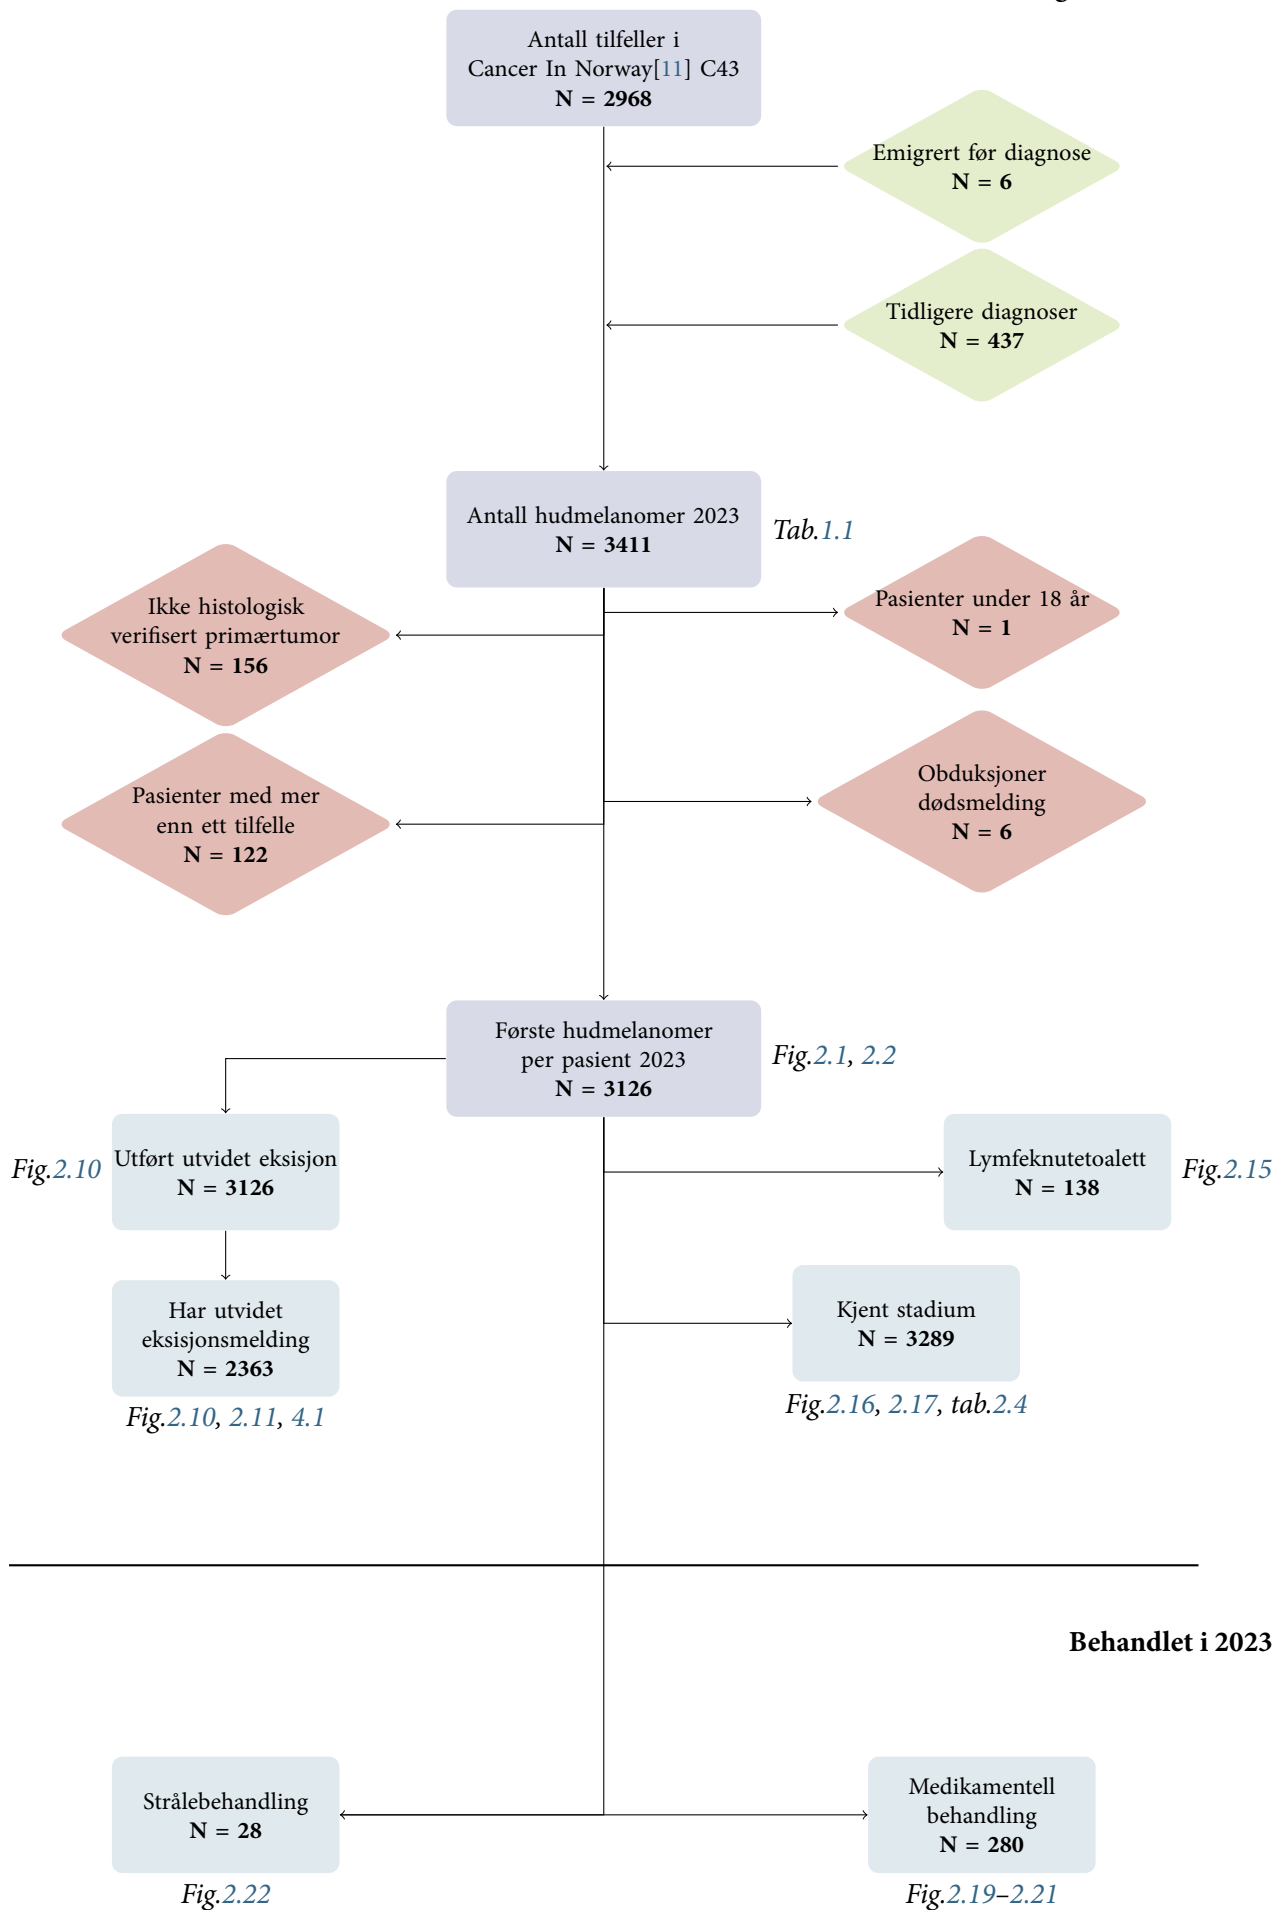 Antall tilfeller i
Cancer In Norway[11] C43
N = 2968
Emigrert før diagnose
N = 6
Tidligere diagnoser
N = 437
Antall hudmelanomer 2023
N = 3411
Tab.1.1
Ikke histologisk
verifisert primærtumor
N = 156
Pasienter under 18 år
N = 1
Pasienter med mer
enn ett tilfelle
N = 122
Obduksjoner
dødsmelding
N = 6
Første hudmelanomer
per pasient 2023
N = 3126
Fig.2.1, 2.2
Fig.2.10
Utført utvidet eksisjon
N = 3126
Lymfeknutetoalett
N = 138
Fig.2.15
Har utvidet
eksisjonsmelding
N = 2363
Fig.2.10, 2.11, 4.1
Kjent stadium
N = 3289
Fig.2.16, 2.17, tab.2.4
Behandlet i 2023
Strålebehandling
N = 28
Fig.2.22
Medikamentell
behandling
N = 280
Fig.2.19–2.21